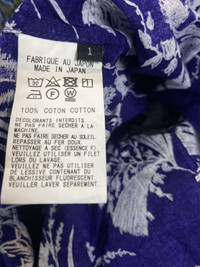 1
FABRIQUE AU JAPON
MADE IN JAPAN
100% COTTON COTTON
DECOLORANTS INTERDITS.
NE PAS FAIRE SECHER A LA
MACHINE.
NE PAS FAIRE SECHER AU SOLEIL.
REPASSER AU FER DOUX.
NETTOYAGE A SEC (ESSENCE F)
VEUILLEZ UTILISER UN FILET
LORS DU LAVAGE.
VEUILLEZ NE PAS UTILISER
DE LESSIVE CONTENANT DU
BLANCHISSEUR FLUORESCENT.
VEUILLER LAVER SEPAREMENT.